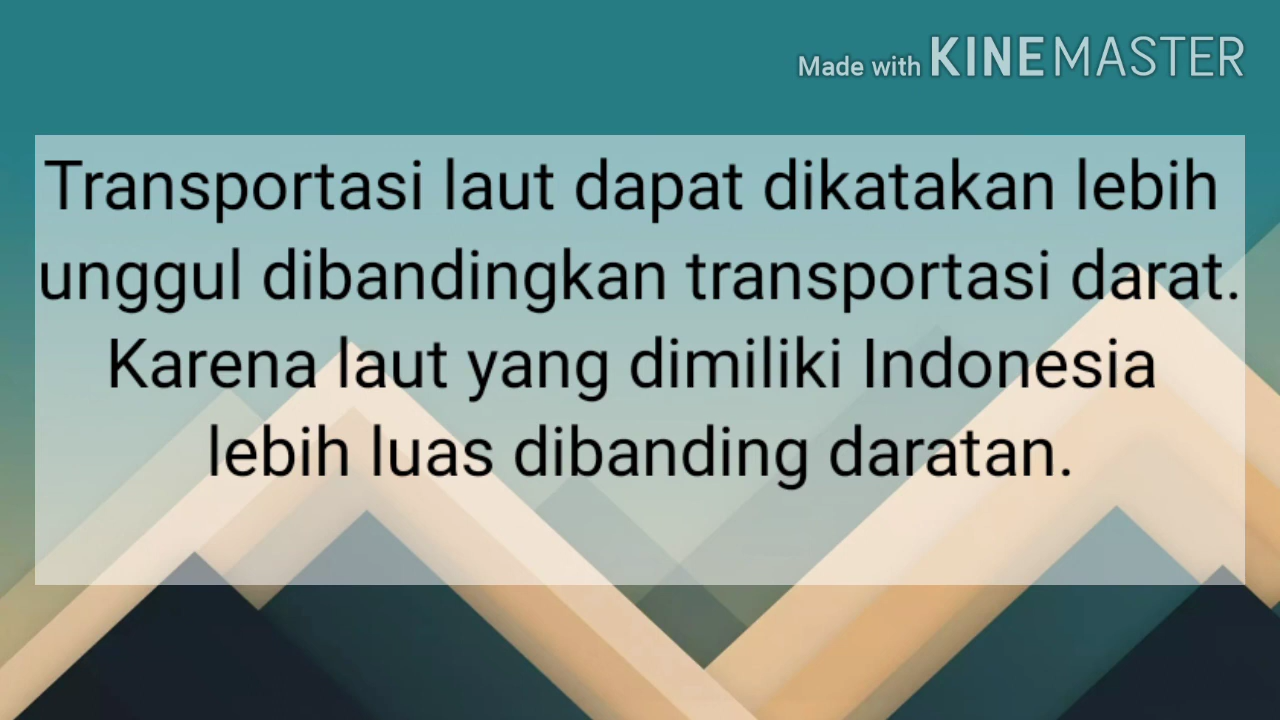 Made with KINEMASTER
Transportasi laut dapat dikatakan lebih
unggul dibandingkan transportasi darat.
Karena laut yang dimiliki Indonesia
lebih luas dibanding daratan.